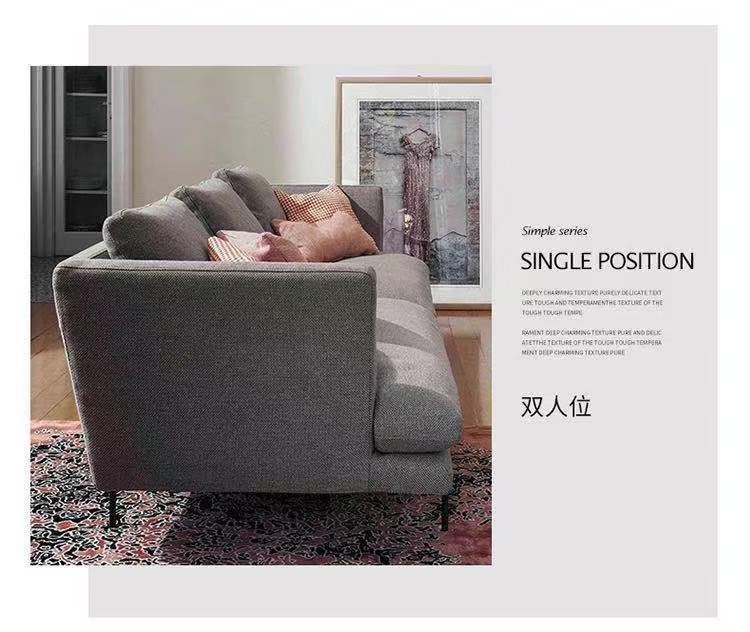 Simple series
SINGLE POSITION
DEEPLY CHARMING TEXTURE PURELY DELICATE TEXT
URE TOUGH AND TEMPERAMENTHE TEXTURE OF THE
TOUGH TOUGH TEMPE
RAMENT DEEP CHARMING TEXTURE PURE AND DELIC
ATETTHE TEXTURE OF THE TOUGH TOUGH TEMPERA
MENT DEEP CHARMING TEXTURE PURE
双人位